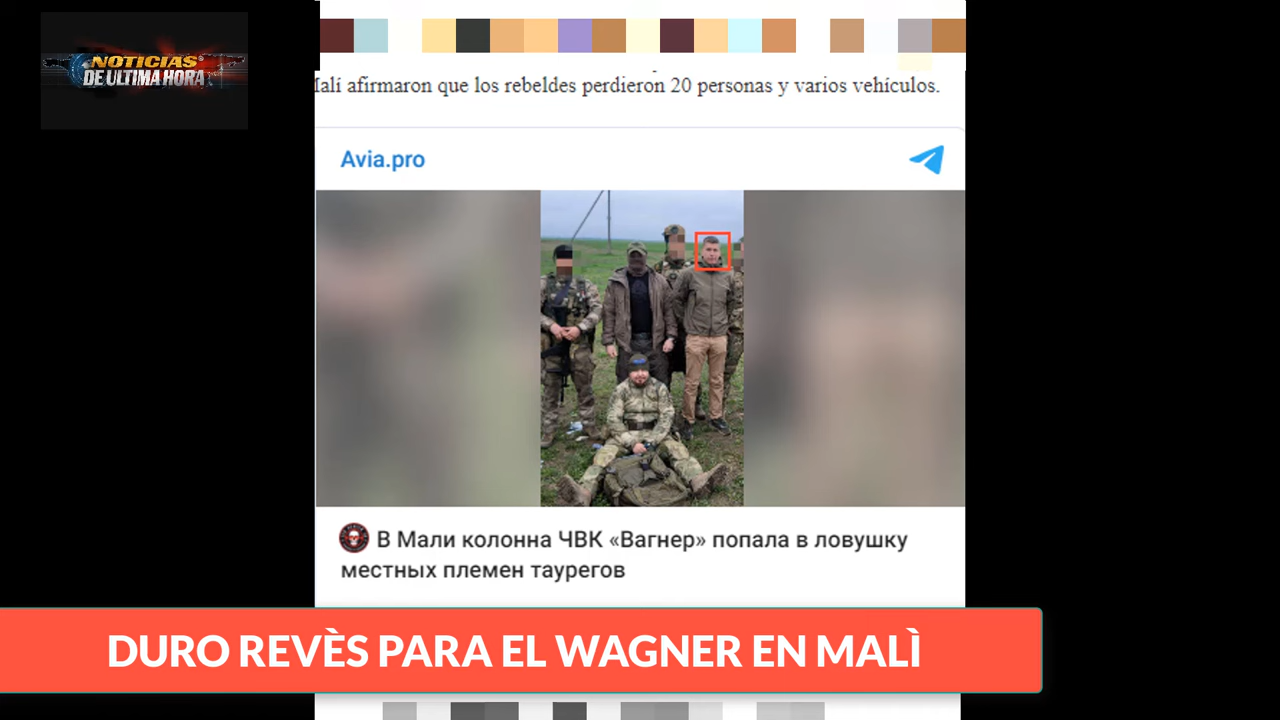 NOTICIAS
DE ULTIMA HORA
afirmaron que los rebeldes perdieron 20 personas y varios vehículos.
Avia.pro
В Мали колонна ЧВК «Вагнер» попала в ловушку
местных племен таурегов
DURO REVÈS PARA EL WAGNER EN MALÌ